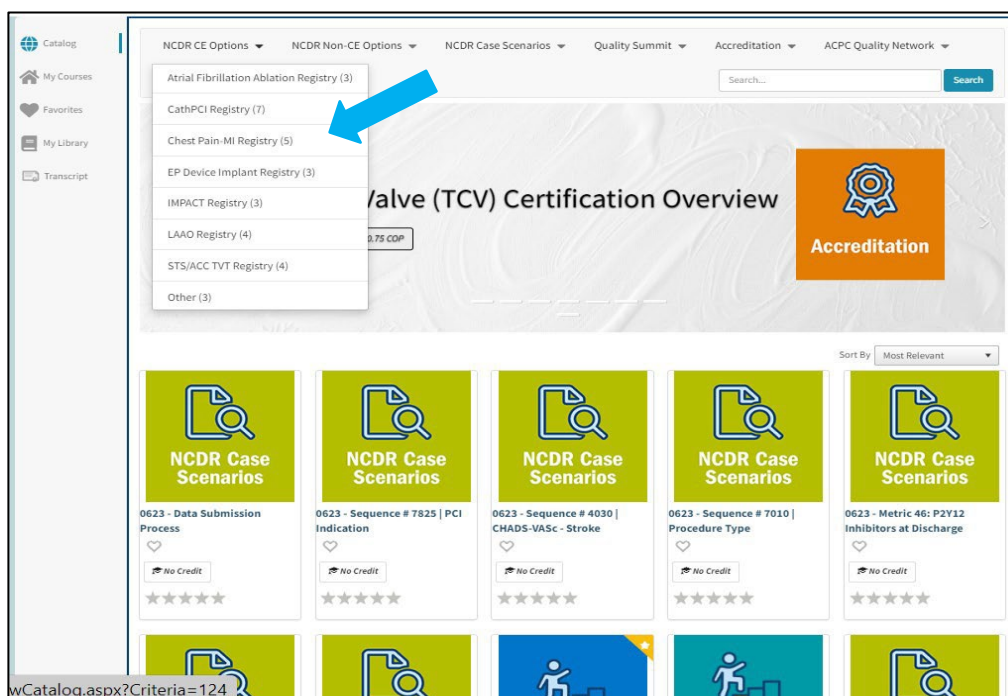 Catalog
My Courses
Favorites
My Library
Transcript
NCDR CE Options NCDR Non-CE Options NCDR Case Scenarios Quality Summit Accreditation ACPC Quality Network
Search... Search
Atrial Fibrillation Ablation Registry (3)
CathPCI Registry (7)
Chest Pain-MI Registry (5)
EP Device Implant Registry (3)
IMPACT Registry (3)
LAAO Registry (4)
STS/ACC TVT Registry (4)
Other (3)
Valve (TCV) Certification Overview
0.75 COP
Accreditation
Sort By Most Relevant
NCDR Case
Scenarios
NCDR Case
Scenarios
NCDR Case
Scenarios
NCDR Case
Scenarios
NCDR Case
Scenarios
0623 - Data Submission
Process
0623 - Sequence # 7825 | PCI
Indication
0623 - Sequence # 4030 |
CHADS-VASc - Stroke
0623 - Sequence # 7010 |
Procedure Type
0623 - Metric 46: P2Y12
Inhibitors at Discharge
No Credit
No Credit
No Credit
No Credit
No Credit
wCatalog.aspx?Criteria=124